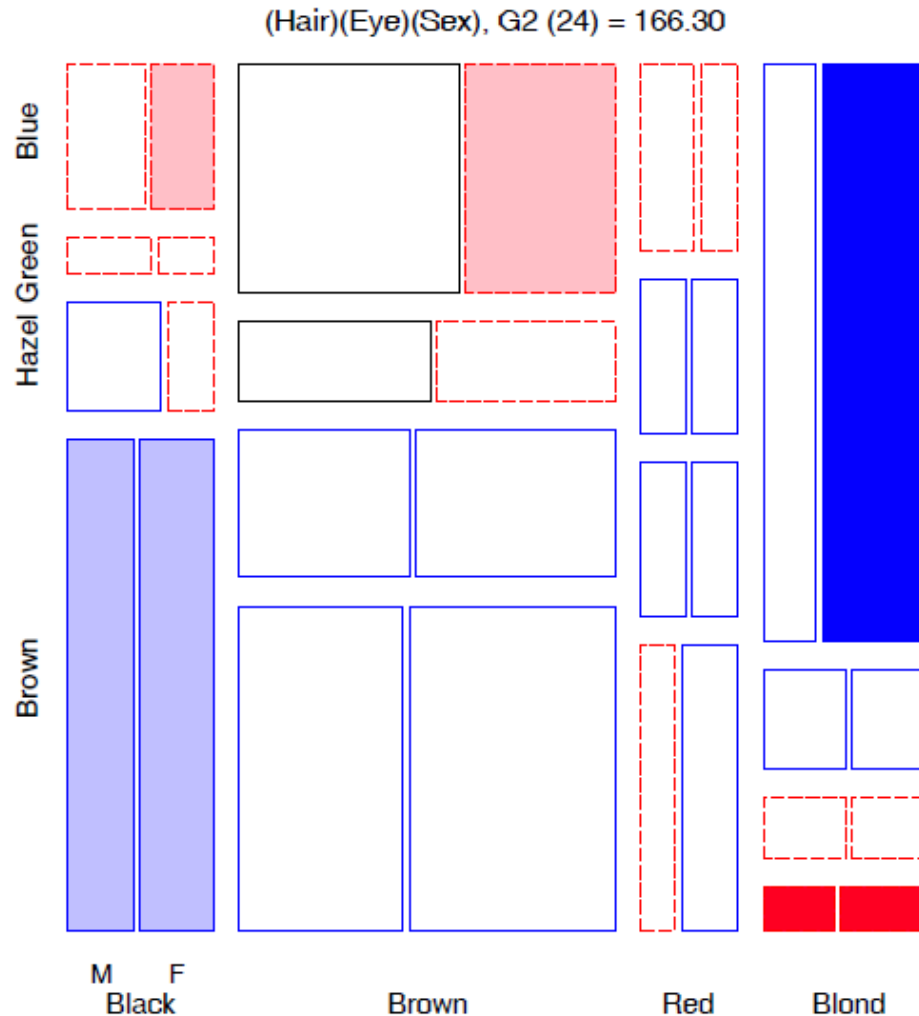 (Hair)(Eye)(Sex), G2 (24) = 166.30
Blue
Green
Hazel
Brown
M F
Black Brown Red Blond